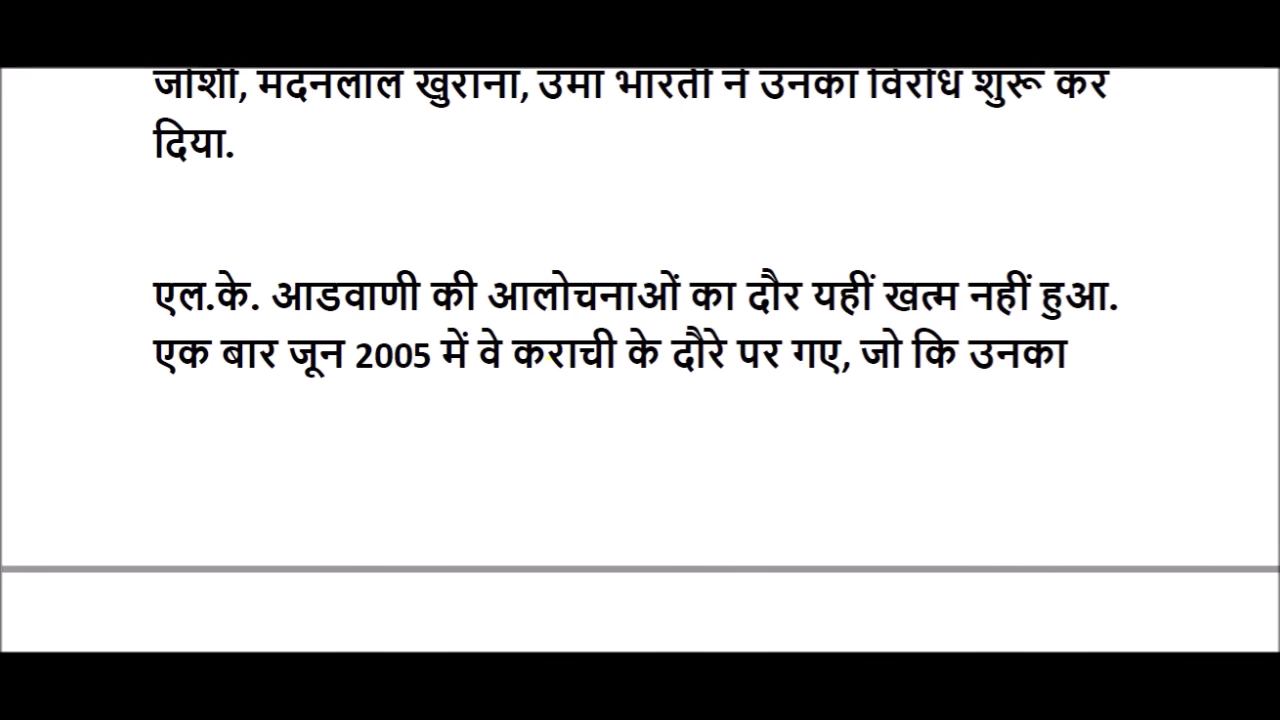 जोशी, मदनलाल खुराना, उमा भारती ने उनका विरोध शुरू कर
दिया.
एल.के. आडवाणी की आलोचनाओं का दौर यहीं खत्म नहीं हुआ.
एक बार जून 2005 में वे कराची के दौरे पर गए, जो कि उनका